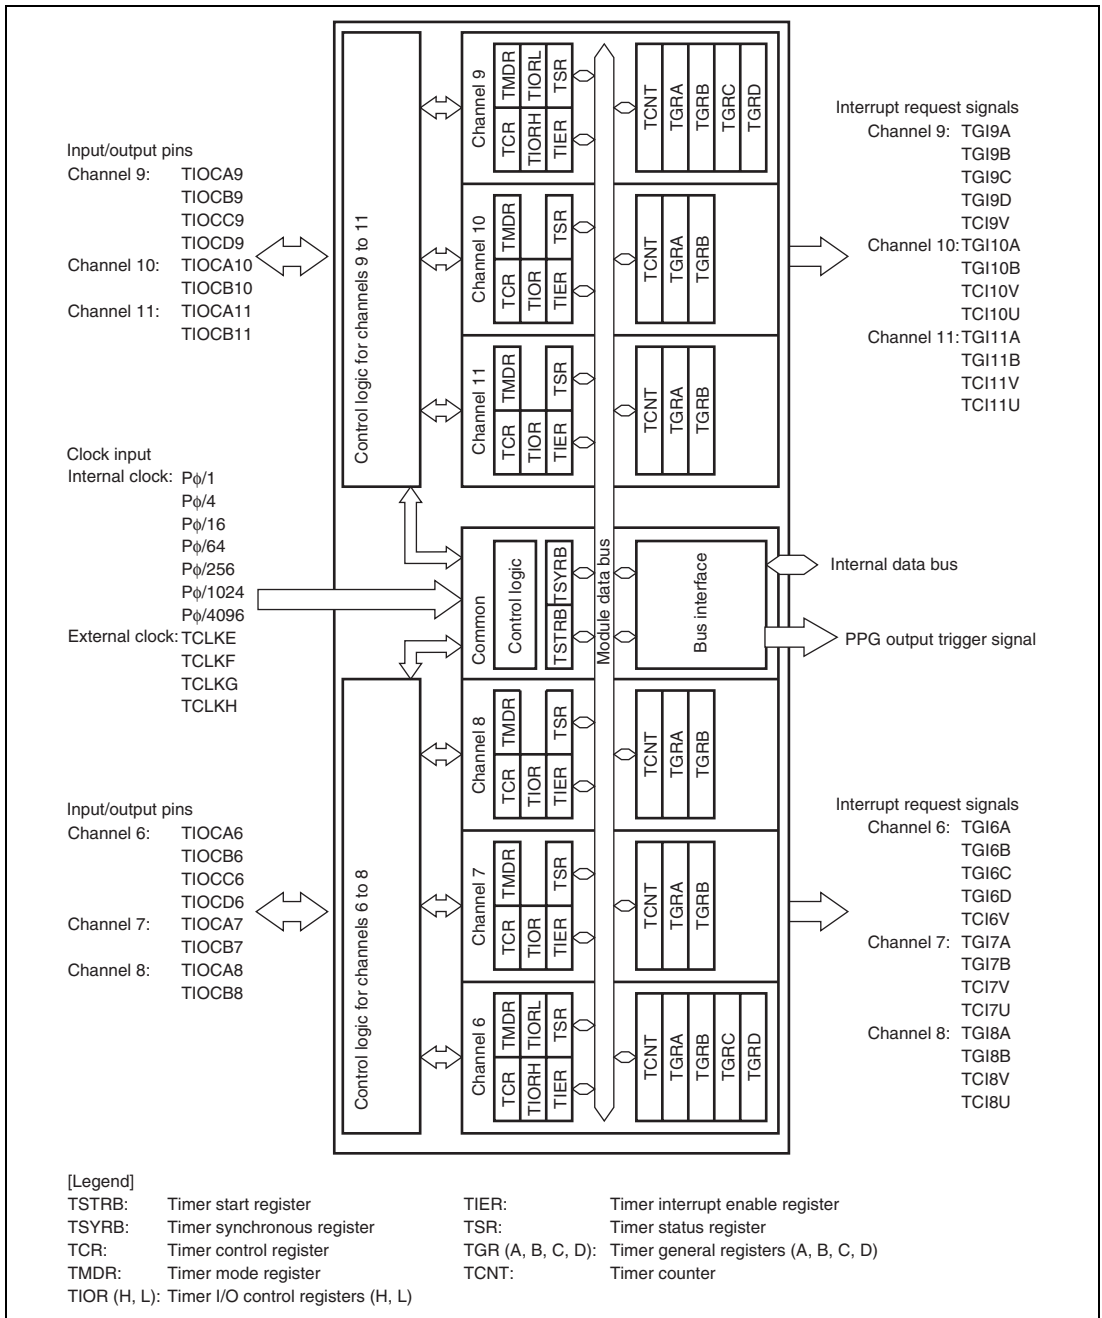 Input/output pins
Channel 9: TIOCA9
TIOCB9
TIOCC9
TIOCD9
Channel 10: TIOCA10
TIOCB10
Channel 11: TIOCA11
TIOCB11
Clock input
Internal clock: Pϕ/1
Pϕ/4
Pϕ/16
Pϕ/64
Pϕ/256
Pϕ/1024
Pϕ/4096
External clock: TCLKE
TCLKF
TCLKG
TCLKH
Input/output pins
Channel 6: TIOCA6
TIOCB6
TIOCC6
TIOCD6
Channel 7: TIOCA7
TIOCB7
Channel 8: TIOCA8
TIOCB8
Control logic for channels 9 to 11
Control logic for channels 6 to 8
Channel 9
TCR TMDR
TIORH TIORL
TIER TSR
TCNT
TGRA
TGRB
TGRC
TGRD
Channel 10
TCR TMDR
TIOR
TIER TSR
TCNT
TGRA
TGRB
Channel 11
TCR TMDR
TIOR
TIER TSR
TCNT
TGRA
TGRB
Common
Control logic
TSTRB TSYRB
Module data bus
Bus interface
Channel 8
TCR TMDR
TIOR
TIER TSR
TCNT
TGRA
TGRB
Channel 7
TCR TMDR
TIOR
TIER TSR
TCNT
TGRA
TGRB
Channel 6
TCR TMDR
TIORH TIORL
TIER TSR
TCNT
TGRA
TGRB
TGRC
TGRD
Interrupt request signals
Channel 9: TGI9A
TGI9B
TGI9C
TGI9D
TCI9V
Channel 10: TGI10A
TGI10B
TCI10V
TCI10U
Channel 11: TGI11A
TGI11B
TCI11V
TCI11U
Internal data bus
PPG output trigger signal
Interrupt request signals
Channel 6: TGI6A
TGI6B
TGI6C
TGI6D
TCI6V
Channel 7: TGI7A
TGI7B
TCI7V
TCI7U
Channel 8: TGI8A
TGI8B
TCI8V
TCI8U
[Legend]
TSTRB: Timer start register
TSYRB: Timer synchronous register
TCR: Timer control register
TMDR: Timer mode register
TIOR (H, L): Timer I/O control registers (H, L)
TIER: Timer interrupt enable register
TSR: Timer status register
TGR (A, B, C, D): Timer general registers (A, B, C, D)
TCNT: Timer counter